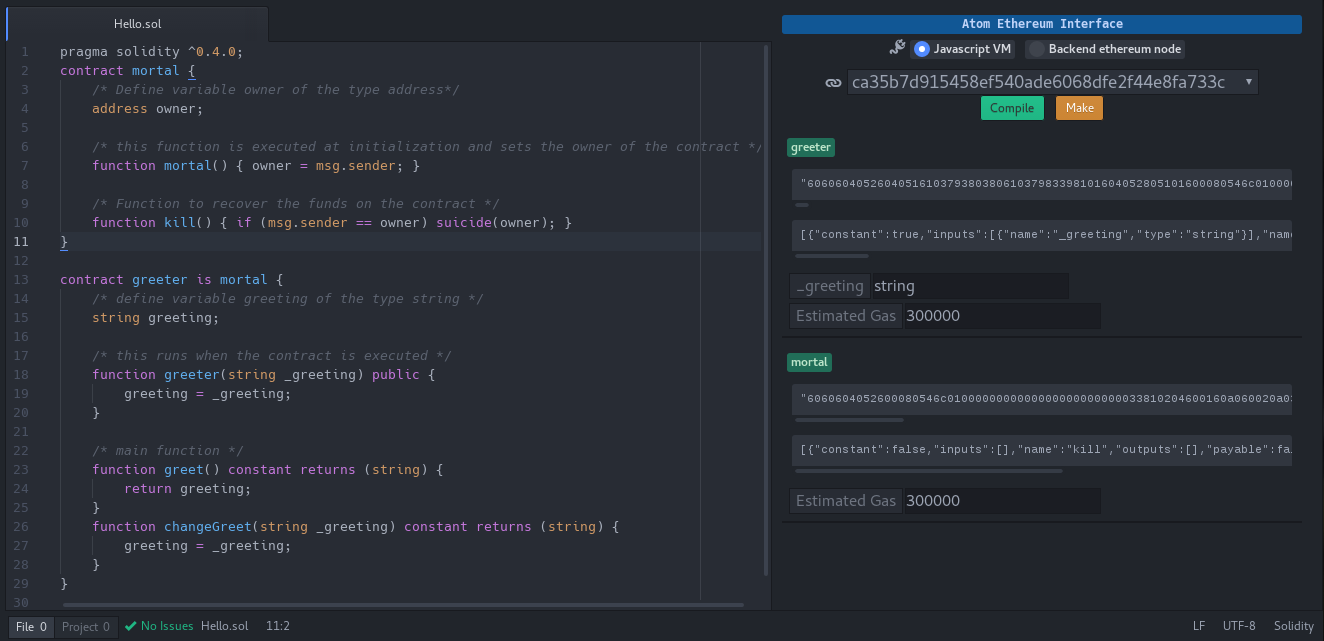 Hello.sol
1 pragma solidity ^0.4.0;
2 contract mortal {
3 /* Define variable owner of the type address*/
4 address owner;
5
6 /* this function is executed at initialization and sets the owner of the contract */
7 function mortal() { owner = msg.sender; }
8
9 /* Function to recover the funds on the contract */
10 function kill() { if (msg.sender == owner) suicide(owner); }
11 }
12
13 contract greeter is mortal {
14 /* define variable greeting of the type string */
15 string greeting;
16
17 /* this runs when the contract is executed */
18 function greeter(string _greeting) public {
19 greeting = _greeting;
20 }
21
22 /* main function */
23 function greet() constant returns (string) {
24 return greeting;
25 }
26 function changeGreet(string _greeting) constant returns (string) {
27 greeting = _greeting;
28 }
29 }
30
Atom Ethereum Interface
Javascript VM Backend ethereum node
ca35b7d915458ef540ade6068dfe2f44e8fa733c
Compile Make
greeter
"6060604052604051610379380380610379833981016040528051016000805​46c010000
[{"constant":true,"inputs":[{"name":"_greeting","type":"string"}],"nam
_greeting string
Estimated Gas 300000
mortal
[{"constant":false,"inputs":[],"name":"kill","outputs":[],"payable":fa
Estimated Gas 300000
File 0 Project 0 No Issues Hello.sol 11:2 LF UTF-8 Solidity